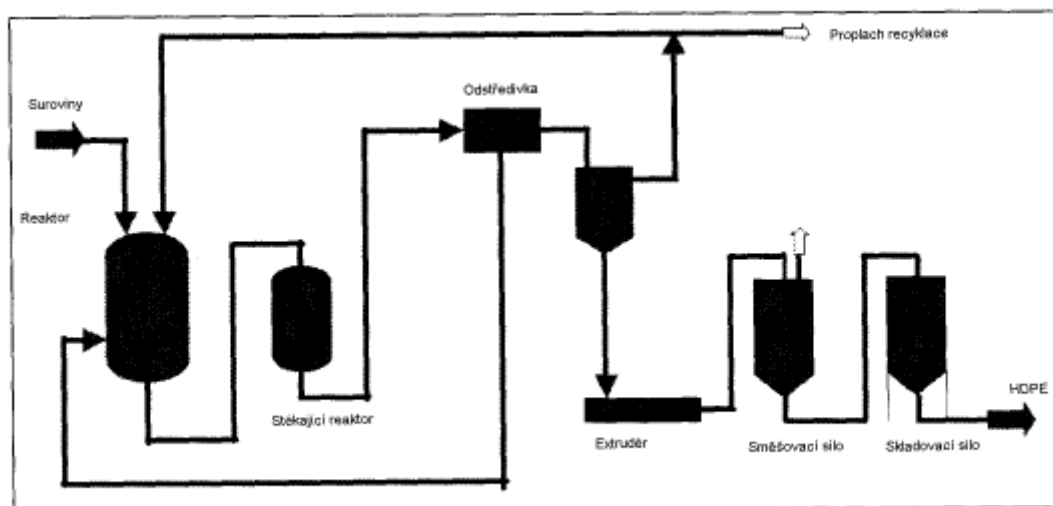 Proplach recyklace
Odstředivka
Suroviny
Reaktor
Stékající reaktor
HDPE
Extrudér
Směšovací silo
Skladovací silo